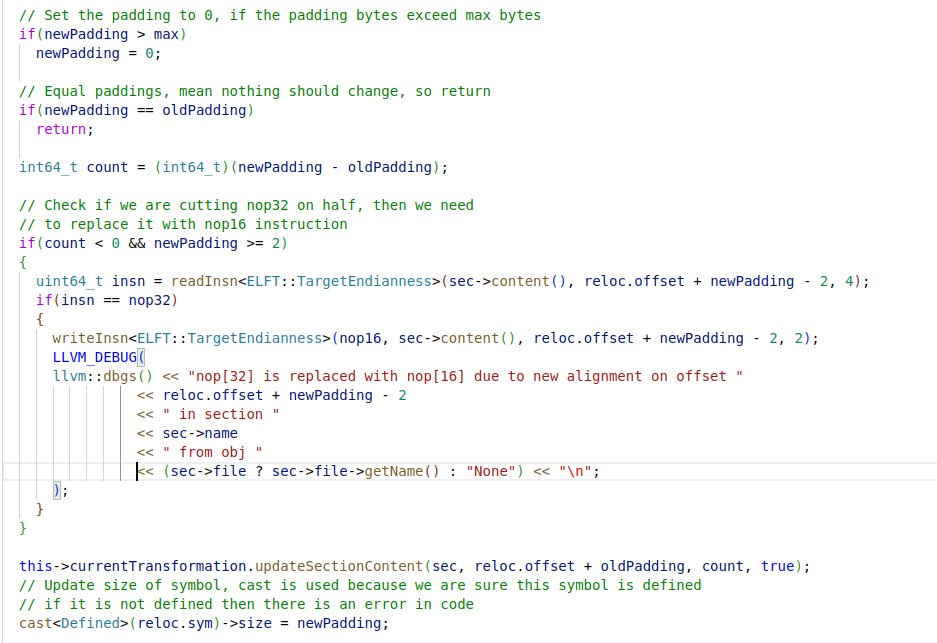 // Set the padding to 0, if the padding bytes exceed max bytes
if(newPadding > max)
  newPadding = 0;

// Equal paddings, mean nothing should change, so return
if(newPadding == oldPadding)
  return;

int64_t count = (int64_t)(newPadding - oldPadding);

// Check if we are cutting nop32 on half, then we need
// to replace it with nop16 instruction
if(count < 0 && newPadding >= 2)
{
  uint64_t insn = readInsn<ELFT::TargetEndianness>(sec->content(), reloc.offset + newPadding - 2, 4);
  if(insn == nop32)
  {
    writeInsn<ELFT::TargetEndianness>(nop16, sec->content(), reloc.offset + newPadding - 2, 2);
    LLVM_DEBUG(
    llvm::dbgs() << "nop[32] is replaced with nop[16] due to new alignment on offset "
              << reloc.offset + newPadding - 2
              << " in section "
              << sec->name
              << " from obj "
              << (sec->file ? sec->file->getName() : "None") << "\n";
    );
  }
}

this->currentTransformation.updateSectionContent(sec, reloc.offset + oldPadding, count, true);
// Update size of symbol, cast is used because we are sure this symbol is defined
// if it is not defined then there is an error in code
cast<Defined>(reloc.sym)->size = newPadding;